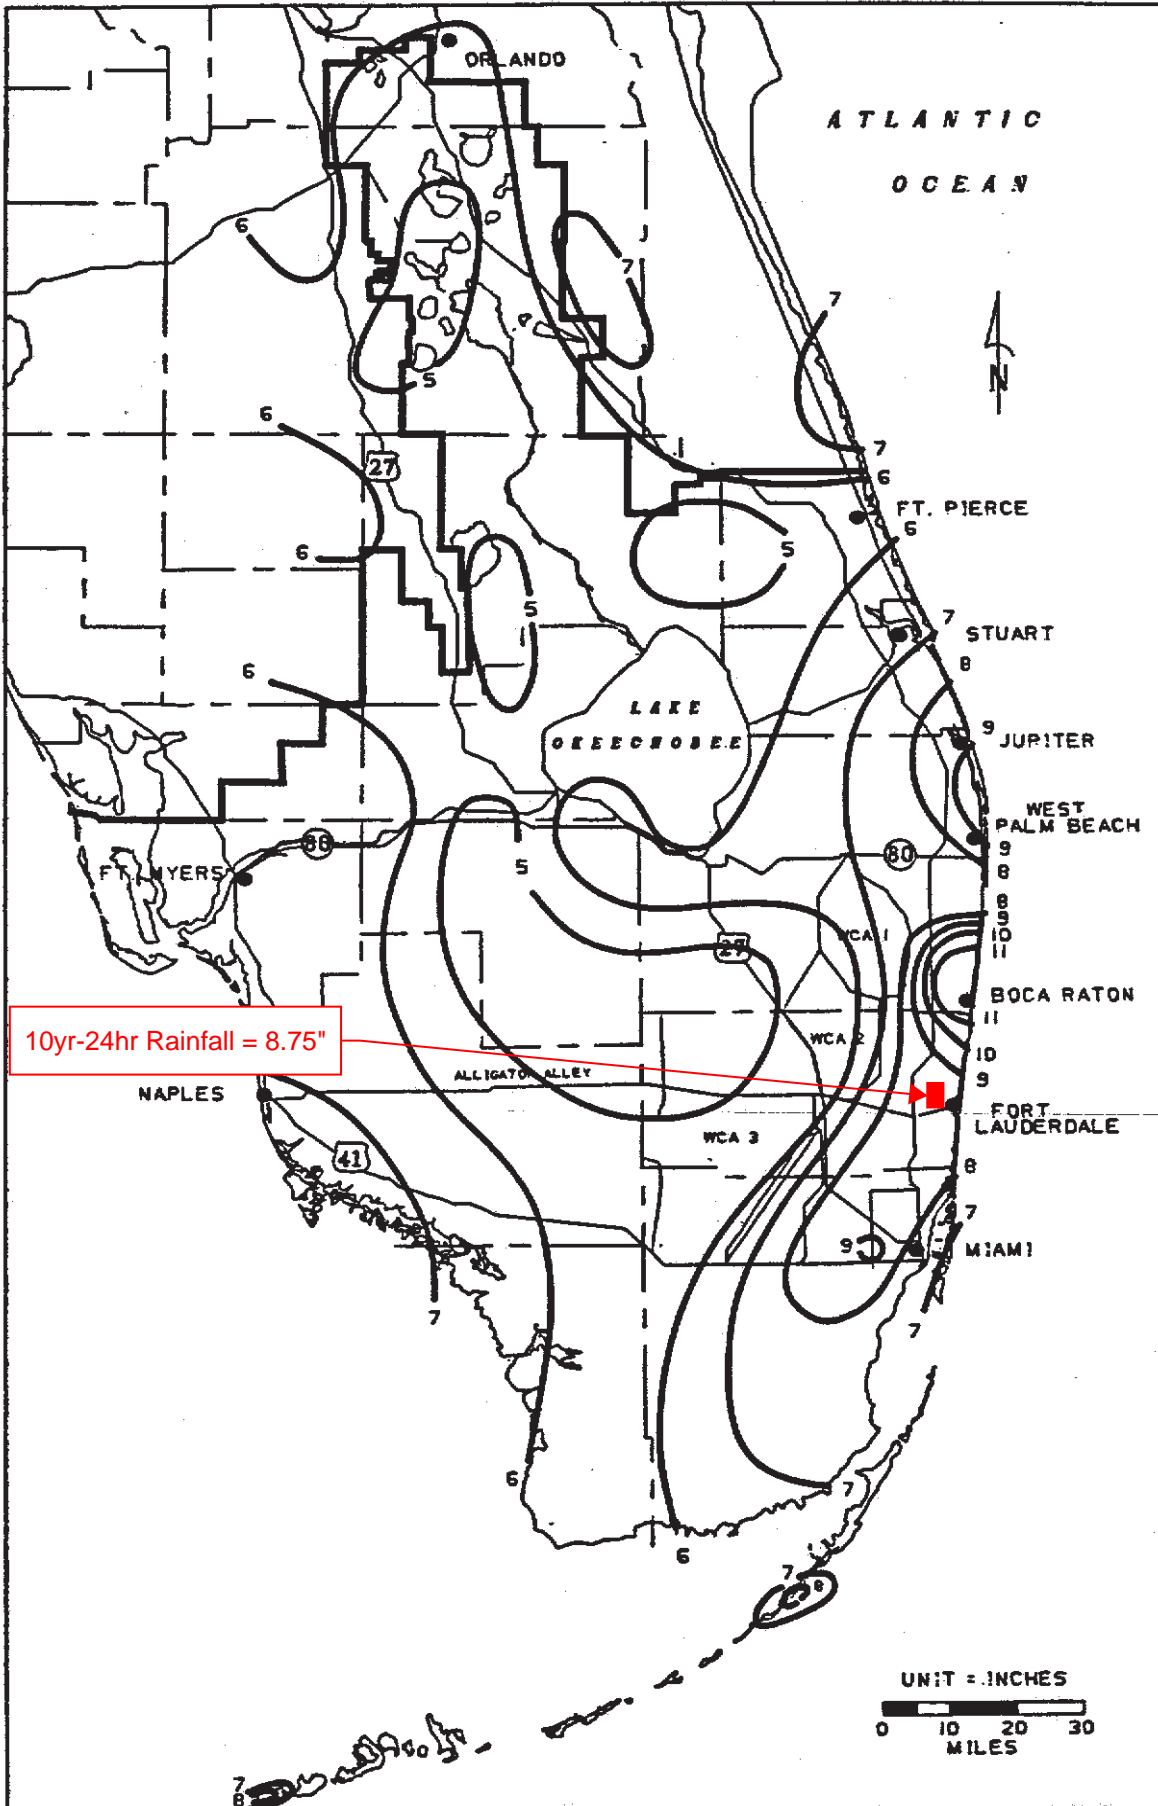 ORLANDO
ATLANTIC
OCEAN
6
7
7
5
6
27
7
6
FT. PIERCE
6
5
6
5
7
STUART
8
6
LAKE
OKEECHOBEE
9
JUPITER
WEST
PALM BEACH
80
80
9
FT. MYERS
5
8
8
9
10
WCA 1
27
11
BOCA RATON
11
10yr-24hr Rainfall = 8.75"
WCA 2
10
ALLIGATOR ALLEY
9
NAPLES
FORT
LAUDERDALE
WCA 3
41
8
7
9
MIAMI
7
7
6
7
6
7
8
UNIT = INCHES
0 10 20 30
MILES
7
8